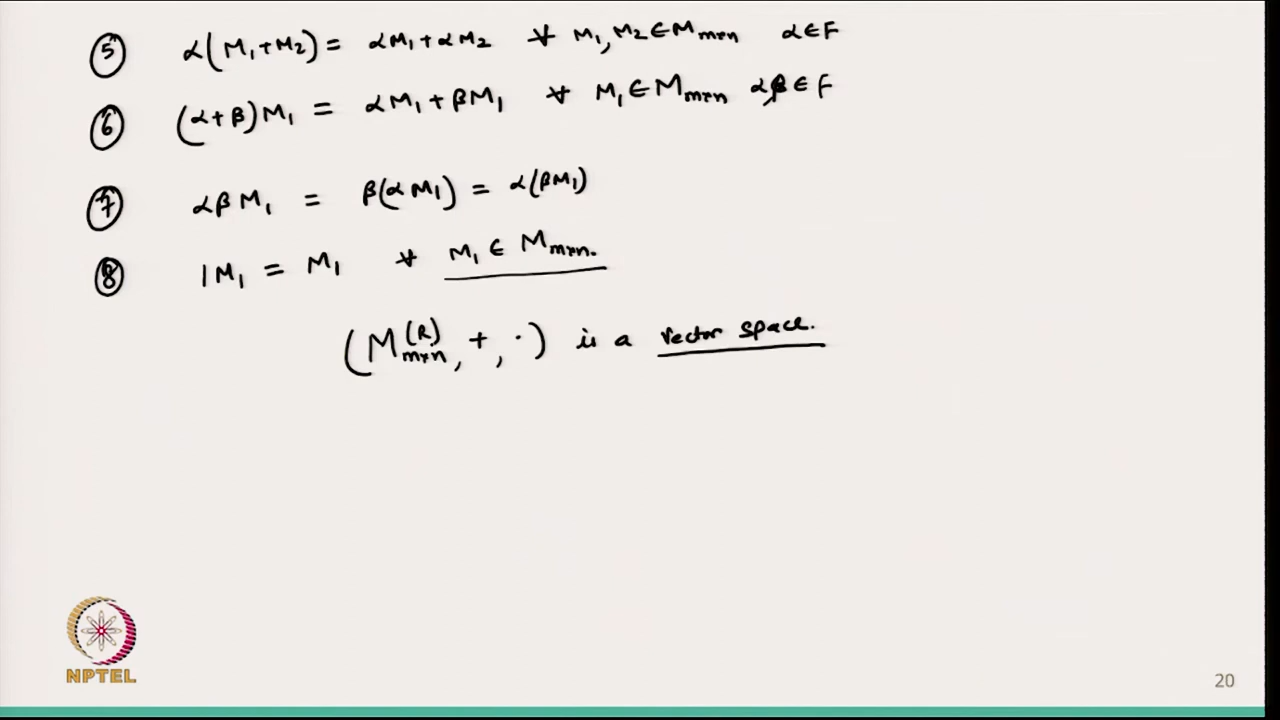 ⑤ α(M₁+M₂) = αM₁+αM₂ ∀ M₁,M₂∈M_{m×n} α∈F
⑥ (α+β)M₁ = αM₁+βM₁ ∀ M₁∈M_{m×n} α,β∈F
⑦ αβM₁ = β(αM₁) = α(βM₁)
⑧ 1M₁ = M₁ ∀ M₁∈M_{m×n}.
(M_{m×n}^{(R)}, +, ·) is a vector space.
NPTEL
20